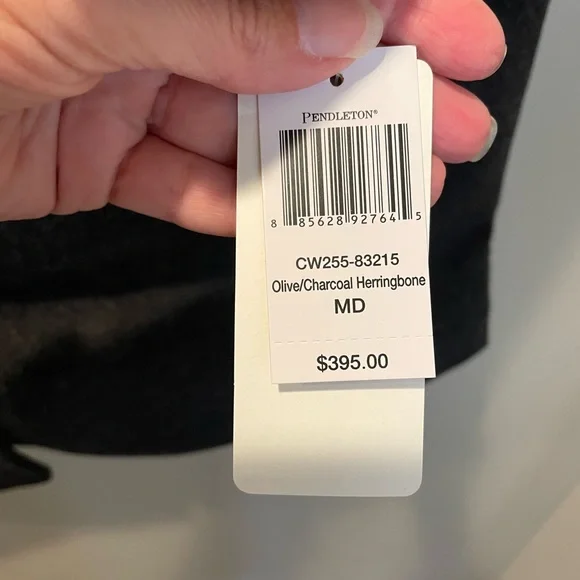 PENDLETON®
8 85628 92764 5
CW255-83215
Olive/Charcoal Herringbone
MD
$395.00